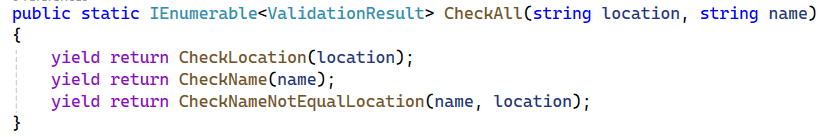 public static IEnumerable<ValidationResult> CheckAll(string location, string name)
{
    yield return CheckLocation(location);
    yield return CheckName(name);
    yield return CheckNameNotEqualLocation(name, location);
}